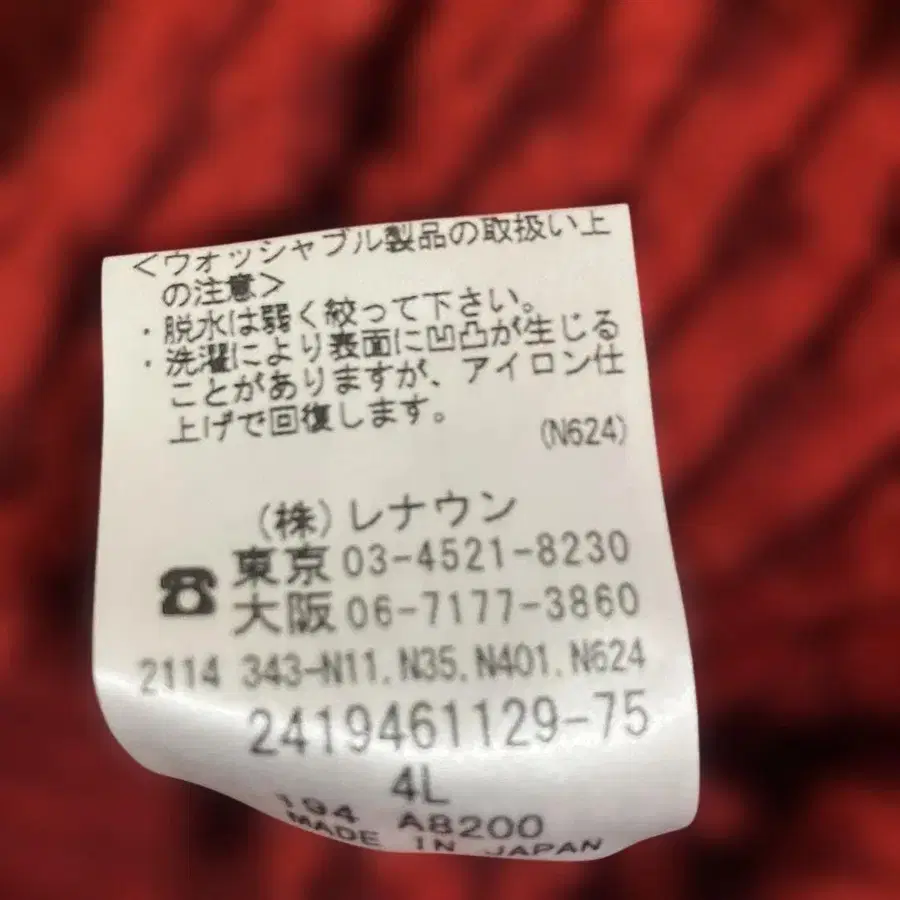 ＜ウォッシャブル製品の取扱い上
の注意＞
・脱水は弱く絞って下さい。
・洗濯により表面に凹凸が生じる
ことがありますが、アイロン仕
上げで回復します。
(N624)
(株)レナウン
☎東京 03-4521-8230
大阪 06-7177-3860
2114 343-N11.N35.N401.N624
2419461129-75
4L
194 A8200
MADE IN JAPAN